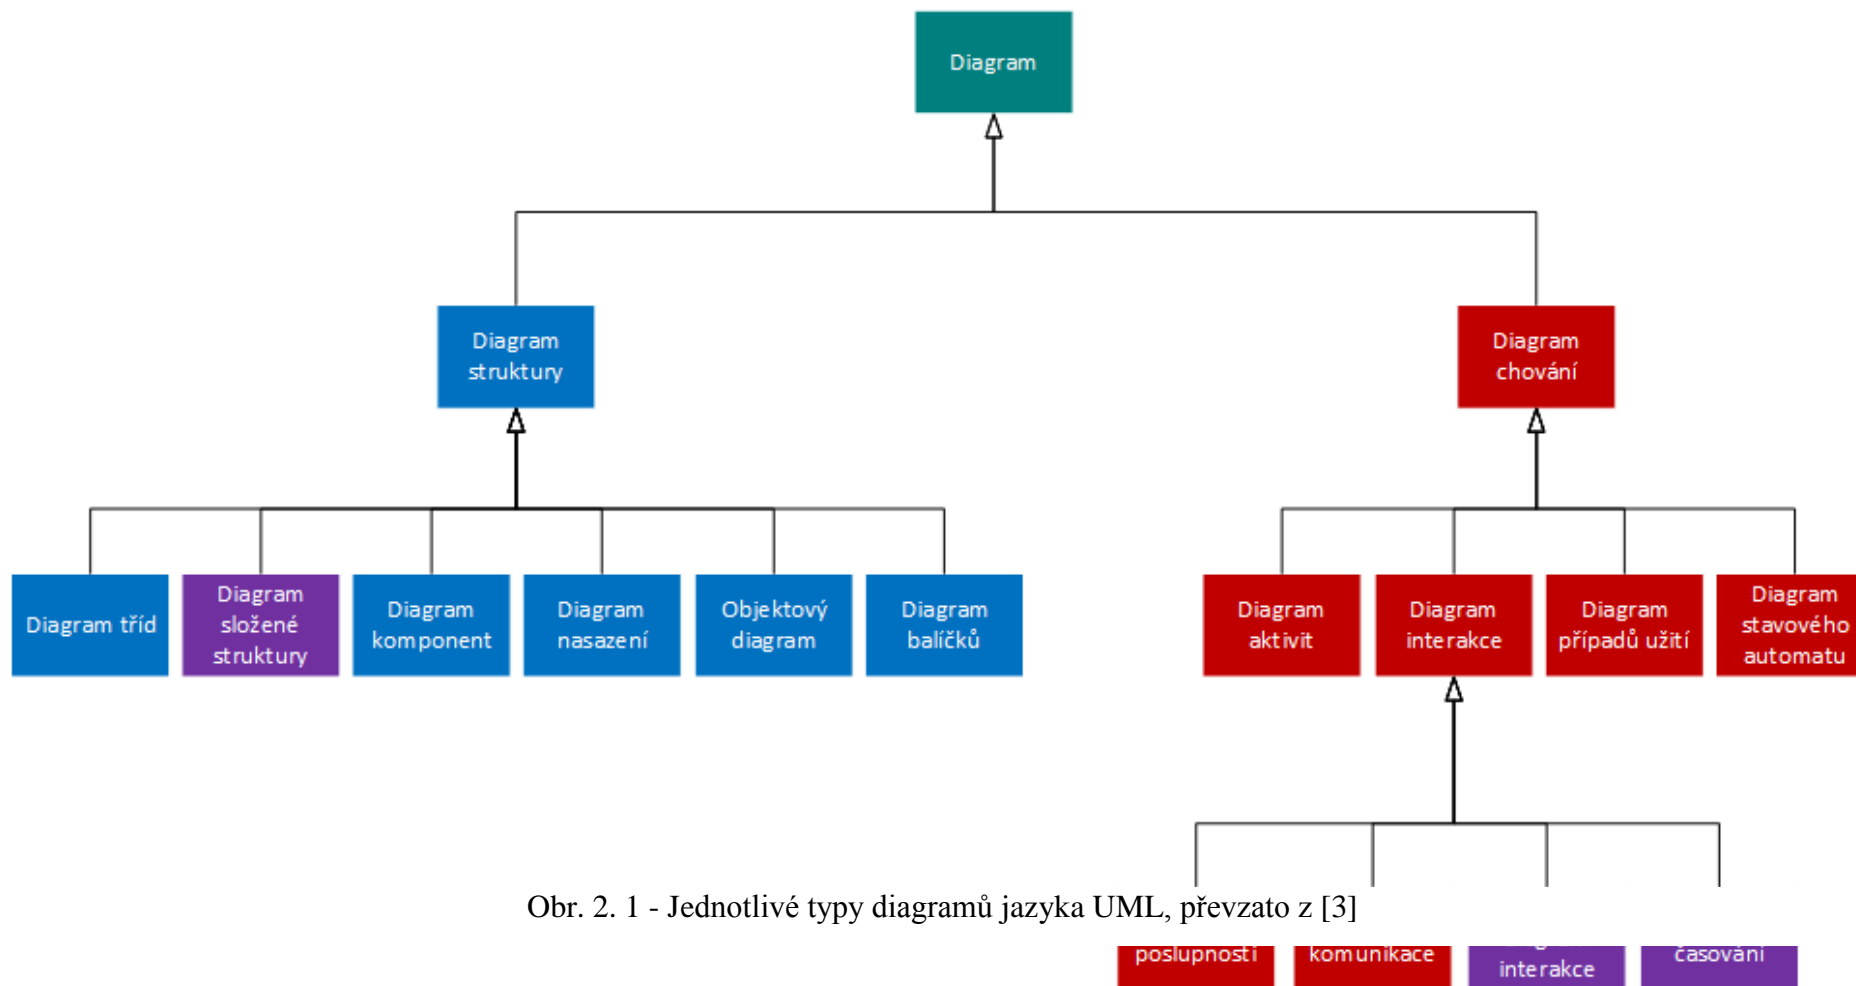 Diagram
Diagram
struktury
Diagram
chování
Diagram tříd
Diagram
složené
struktury
Diagram
komponent
Diagram
nasazení
Objektový
diagram
Diagram
balíčků
Diagram
aktivit
Diagram
interakce
Diagram
případů užití
Diagram
stavového
automatu
Obr. 2. 1 - Jednotlivé typy diagramů jazyka UML, převzato z [3]
poslupnosti
komunikace
interakce
časování